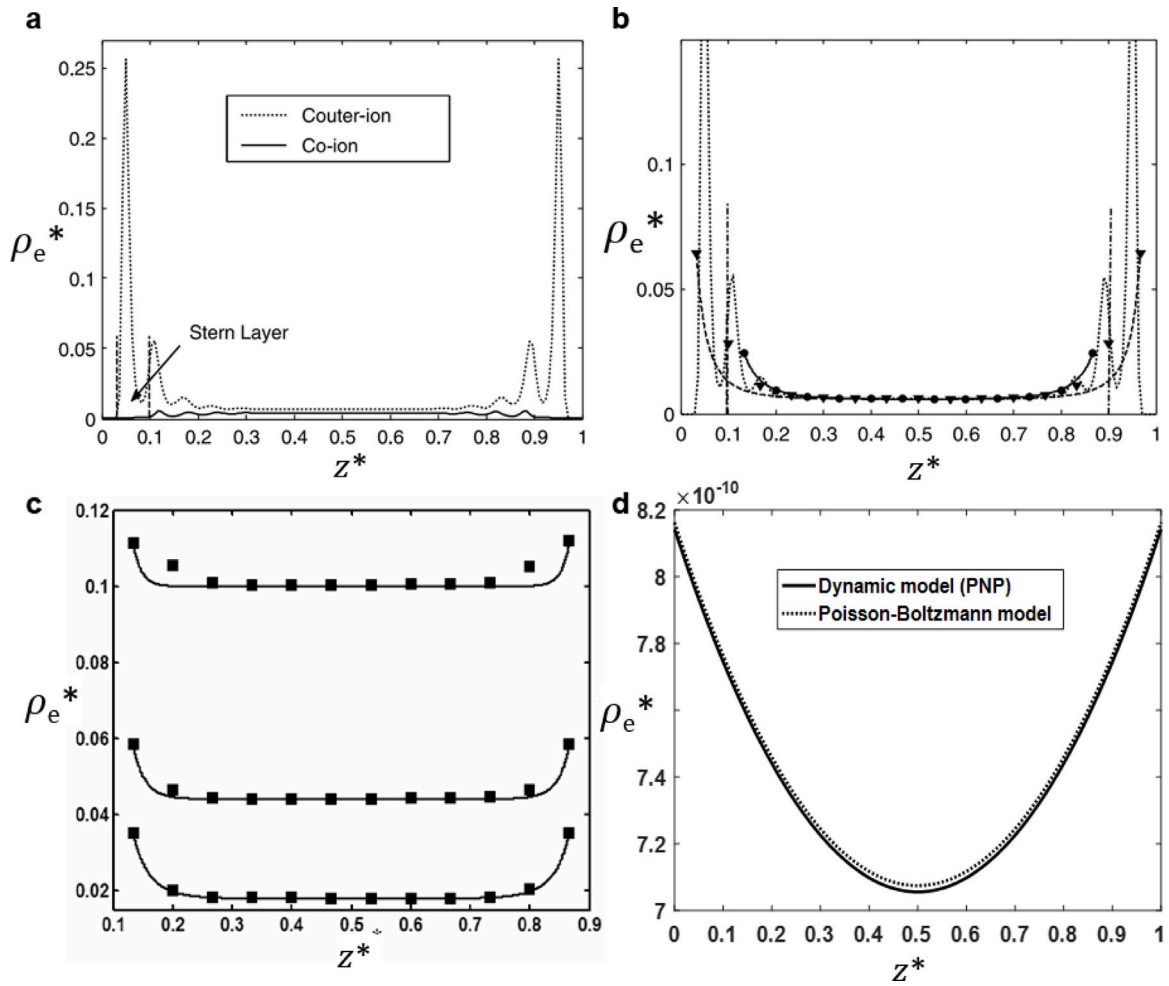 a
0.25
0.2
0.15
0.1
0.05
0
ρe*
Couter-ion
Co-ion
Stern Layer
0 0.1 0.2 0.3 0.4 0.5 0.6 0.7 0.8 0.9 1
z*
b
0.1
0.05
0
ρe*
0 0.1 0.2 0.3 0.4 0.5 0.6 0.7 0.8 0.9 1
z*
c
0.12
0.1
0.08
0.06
0.04
0.02
ρe*
0.1 0.2 0.3 0.4 0.5 0.6 0.7 0.8 0.9
z**
d
×10⁻¹⁰
8.2
8
7.8
7.6
7.4
7.2
7
ρe*
Dynamic model (PNP)
Poisson-Boltzmann model
0 0.1 0.2 0.3 0.4 0.5 0.6 0.7 0.8 0.9 1
z*